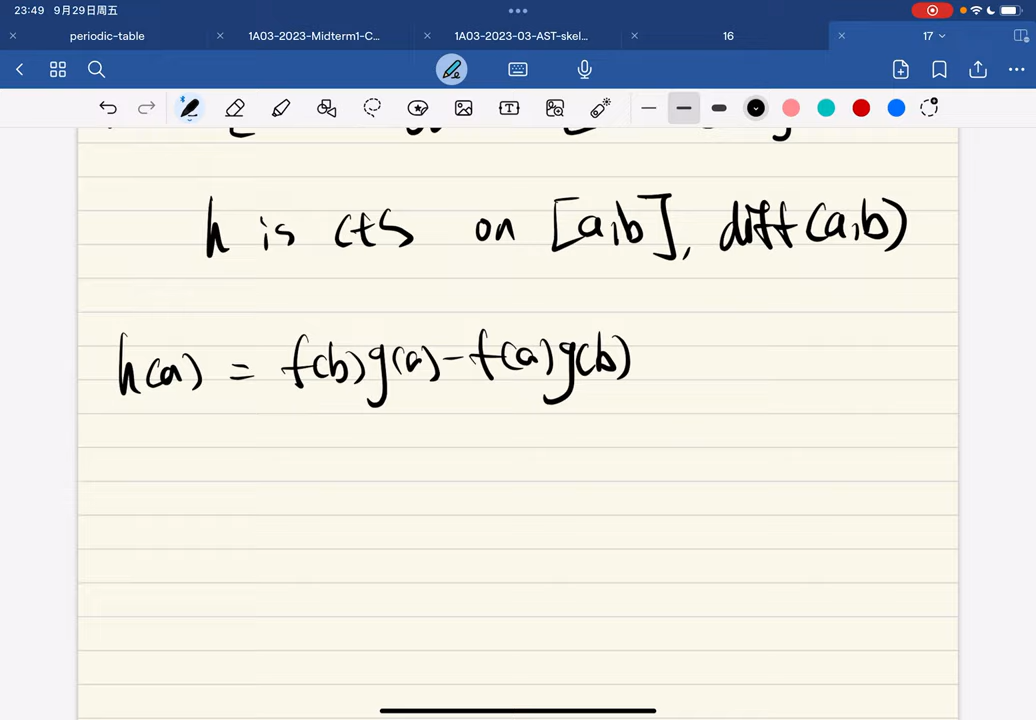 23:49 9月29日周五
periodic-table
1A03-2023-Midterm1-C...
1A03-2023-03-AST-skel...
16
17
h is cts on [a,b], diff(a,b)
h(a) = f(b)g(a)-f(a)g(b)